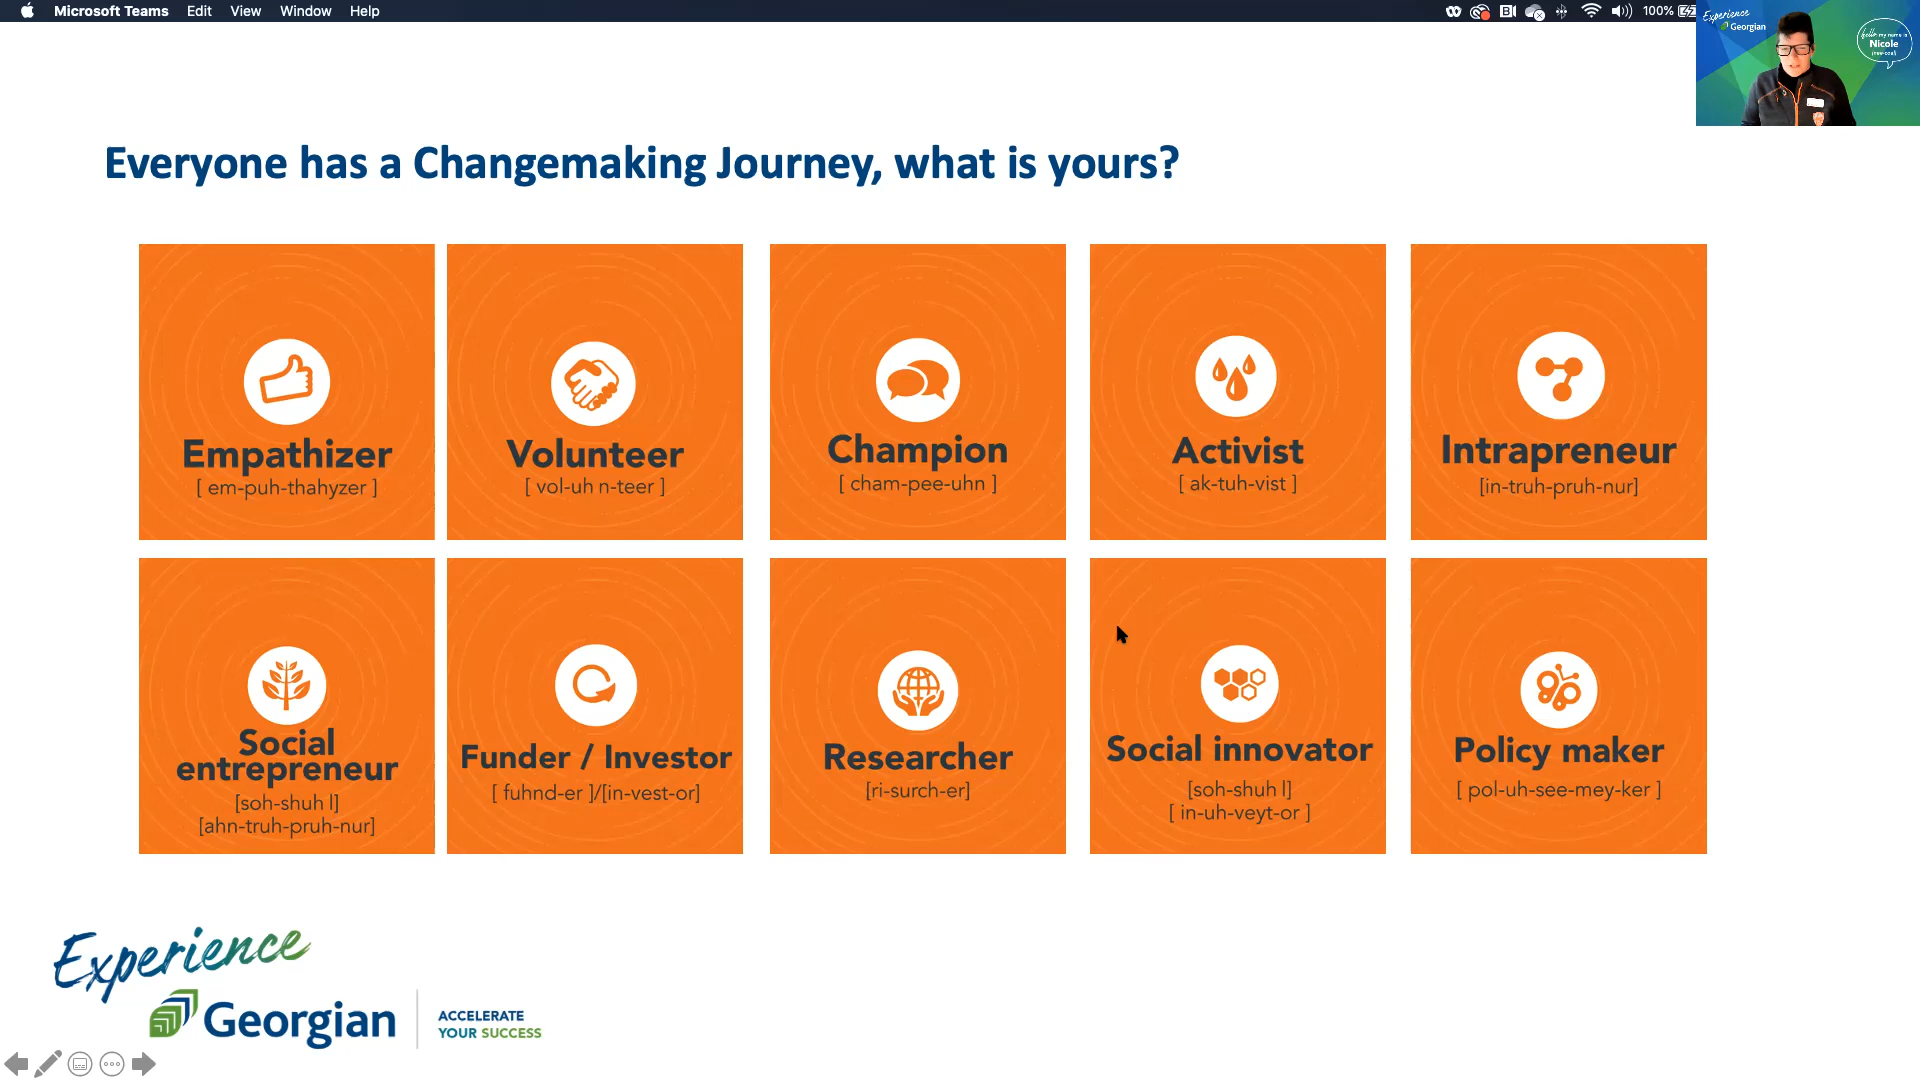 Microsoft Teams Edit View Window Help
100%
Experience
Georgian
hello my name is
Nicole
Everyone has a Changemaking Journey, what is yours?
Empathizer
[ em-puh-thahyzer ]
Volunteer
[ vol-uh n-teer ]
Champion
[ cham-pee-uhn ]
Activist
[ ak-tuh-vist ]
Intrapreneur
[in-truh-pruh-nur]
Social
entrepreneur
[soh-shuh l]
[ahn-truh-pruh-nur]
Funder / Investor
[ fuhnd-er ]/[in-vest-or]
Researcher
[ri-surch-er]
Social innovator
[soh-shuh l]
[ in-uh-veyt-or ]
Policy maker
[ pol-uh-see-mey-ker ]
Experience
Georgian
ACCELERATE
YOUR SUCCESS